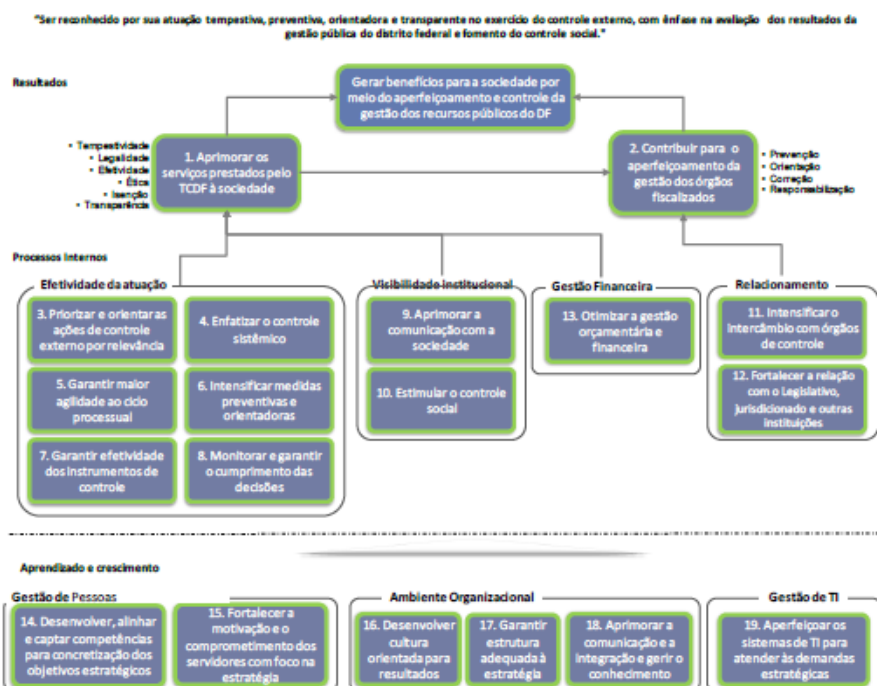 "Ser reconhecido por sua atuação tempestiva, preventiva, orientadora e transparente no exercício do controle externo, com ênfase na avaliação dos resultados da
gestão pública do distrito federal e fomento do controle social."
Resultados
Gerar benefícios para a sociedade por
meio do aperfeiçoamento e controle da
gestão dos recursos públicos do DF
• Tempestividade
• Legalidade
• Efetividade
• Ética
• Isenção
• Transparência
1. Aprimorar os
serviços prestados pelo
TCDF à sociedade
2. Contribuir para o
aperfeiçoamento da
gestão dos órgãos
fiscalizados
• Prevenção
• Orientação
• Correção
• Responsabilização
Processos Internos
Efetividade da atuação
3. Priorizar e orientar as
ações de controle
externo por relevância
4. Enfatizar o controle
sistêmico
5. Garantir maior
agilidade ao ciclo
processual
6. Intensificar medidas
preventivas e
orientadoras
7. Garantir efetividade
dos instrumentos de
controle
8. Monitorar e garantir
o cumprimento das
decisões
Visibilidade institucional
9. Aprimorar a
comunicação com a
sociedade
10. Estimular o controle
social
Gestão Financeira
13. Otimizar a gestão
orçamentária e
financeira
Relacionamento
11. Intensificar o
intercâmbio com órgãos
de controle
12. Fortalecer a relação
com o Legislativo,
jurisdicionado e outras
instituições
Aprendizado e crescimento
Gestão de Pessoas
14. Desenvolver, alinhar
e captar competências
para concretização dos
objetivos estratégicos
15. Fortalecer a
motivação e o
comprometimento dos
servidores com foco na
estratégia
Ambiente Organizacional
16. Desenvolver
cultura
orientada para
resultados
17. Garantir
estrutura
adequada à
estratégia
18. Aprimorar a
comunicação e a
integração e gerir o
conhecimento
Gestão de TI
19. Aperfeiçoar os
sistemas de TI para
atender às demandas
estratégicas